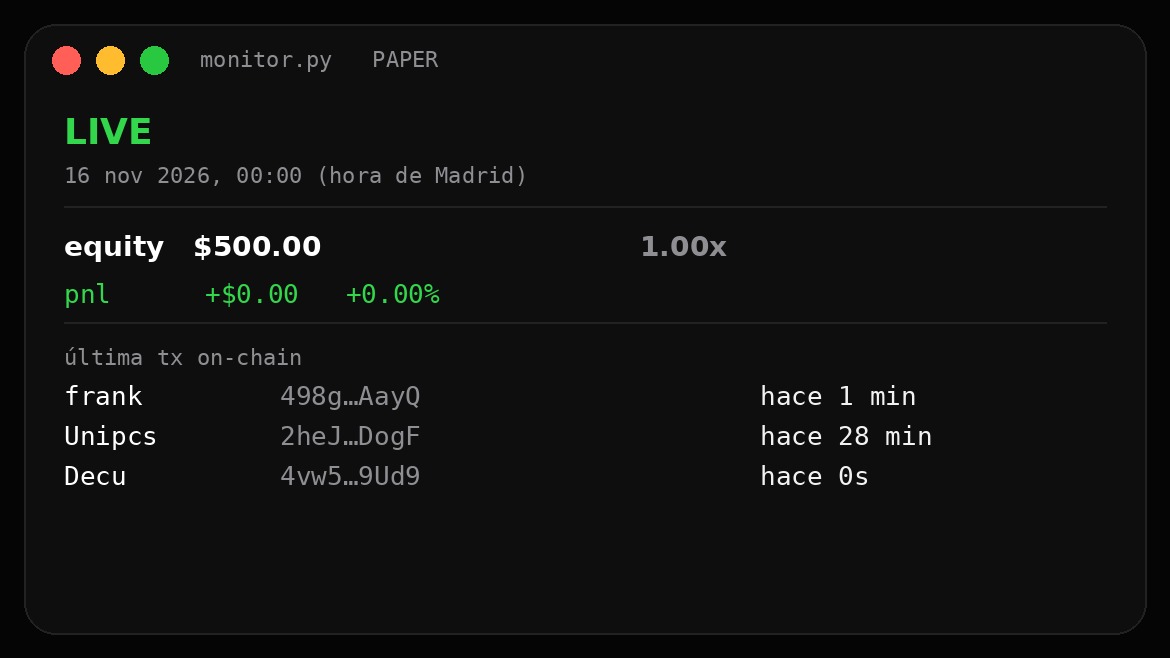 monitor.py PAPER
LIVE
16 nov 2026, 00:00 (hora de Madrid)
equity $500.00 1.00x
pnl +$0.00 +0.00%
última tx on-chain
frank 498g…AayQ hace 1 min
Unipcs 2heJ…DogF hace 28 min
Decu 4vw5…9Ud9 hace 0s